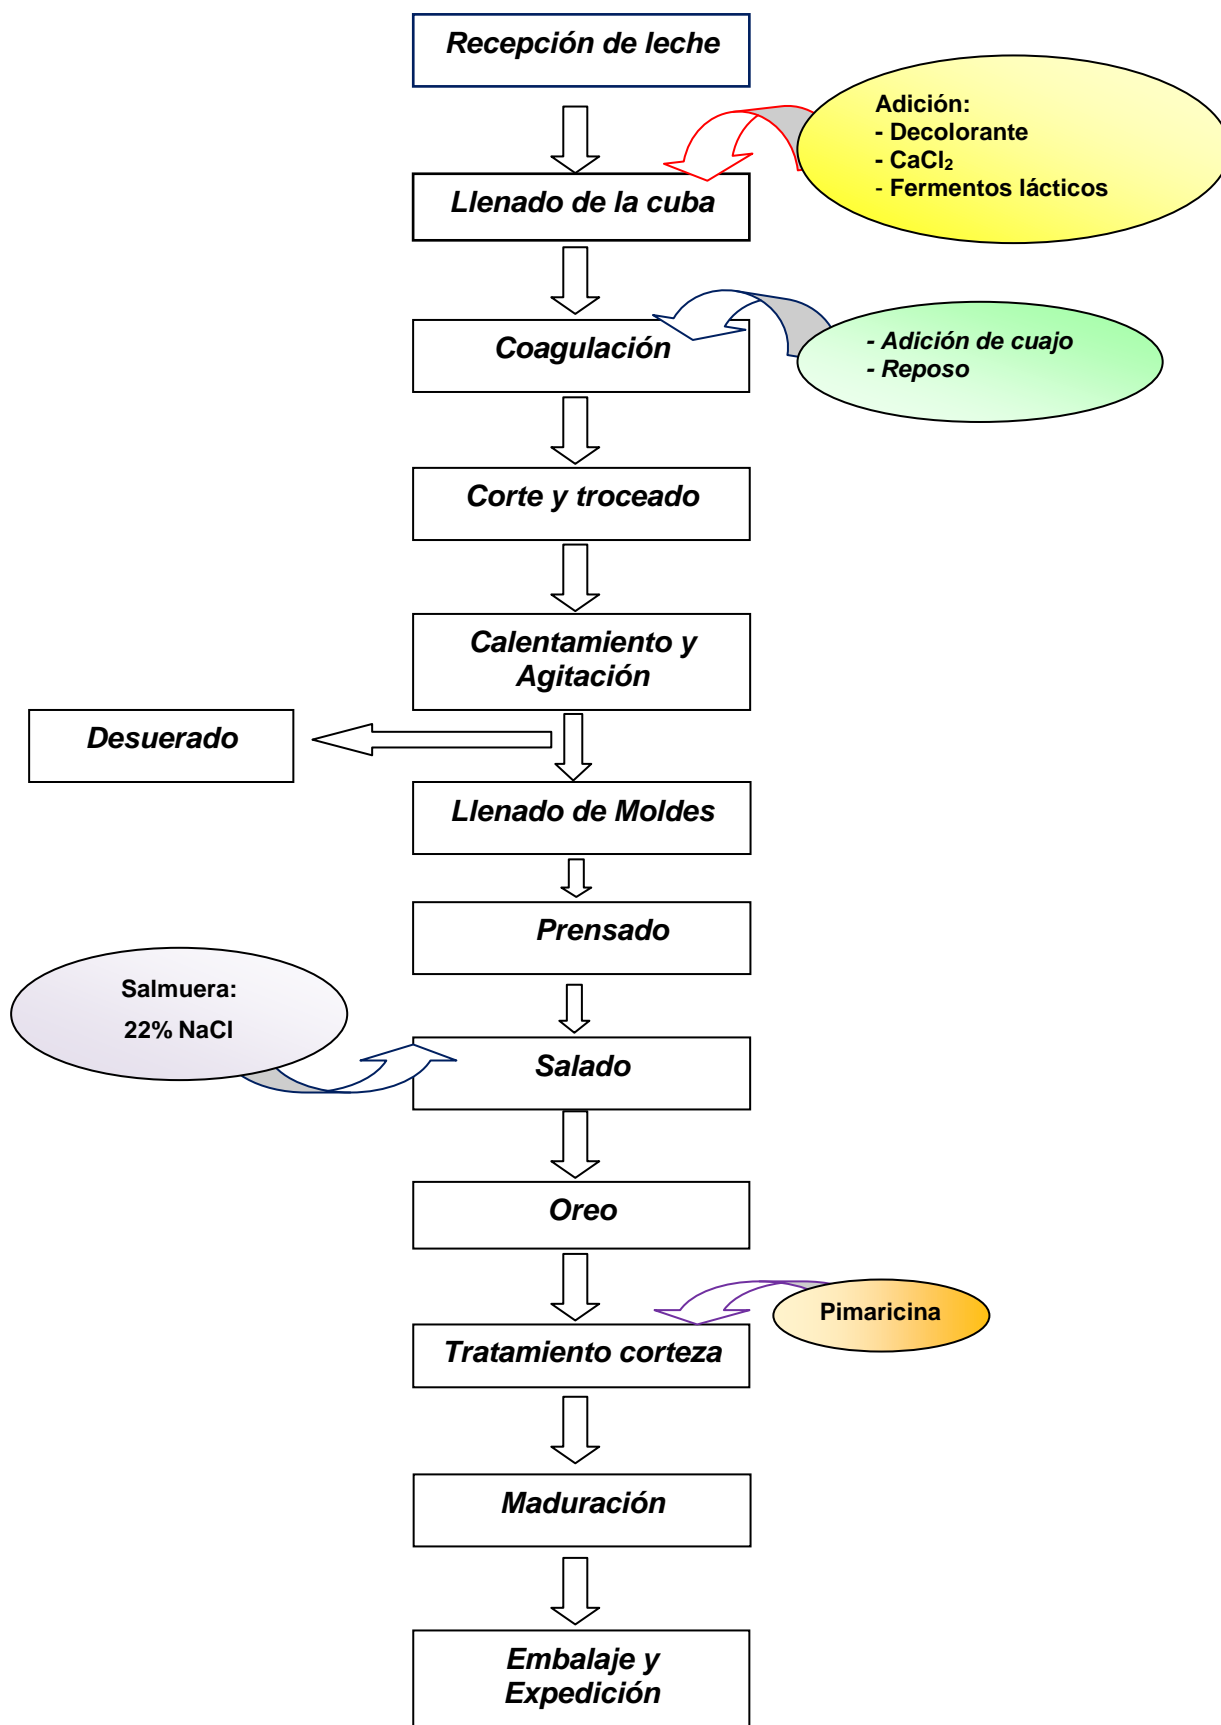 Recepción de leche
Adición:
- Decolorante
- CaCl₂
- Fermentos lácticos
Llenado de la cuba
Coagulación
- Adición de cuajo
- Reposo
Corte y troceado
Calentamiento y
Agitación
Desuerado
Llenado de Moldes
Prensado
Salmuera:
22% NaCl
Salado
Oreo
Pimaricina
Tratamiento corteza
Maduración
Embalaje y
Expedición